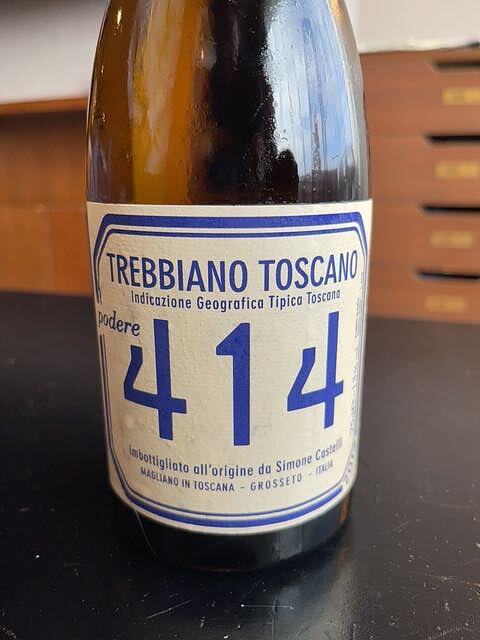 TREBBIANO TOSCANO
Indicazione Geografica Tipica Toscana
podere
414
Imbottigliato all'origine da Simone Castelli
MAGLIANO IN TOSCANA - GROSSETO - ITALIA